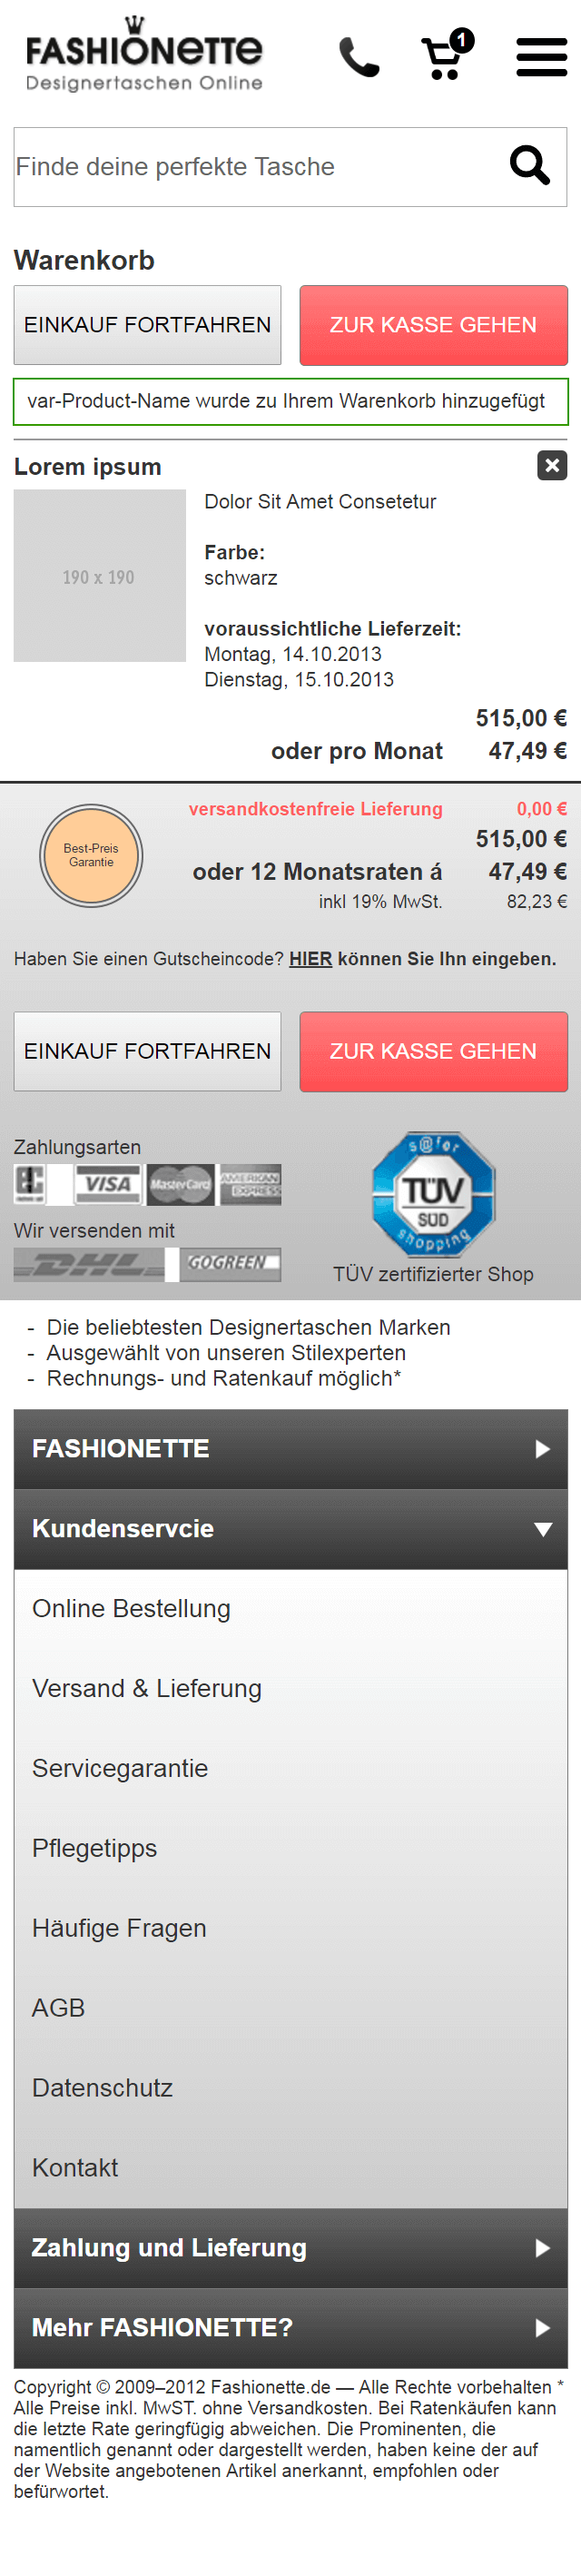 FASHIONETTE
Designertaschen Online
1
Finde deine perfekte Tasche
Warenkorb
EINKAUF FORTFAHREN
ZUR KASSE GEHEN
var-Product-Name wurde zu Ihrem Warenkorb hinzugefügt
Lorem ipsum
190 x 190
Dolor Sit Amet Consetetur
Farbe:
schwarz
voraussichtliche Lieferzeit:
Montag, 14.10.2013
Dienstag, 15.10.2013
515,00 €
oder pro Monat 47,49 €
Best-Preis
Garantie
versandkostenfreie Lieferung 0,00 €
515,00 €
oder 12 Monatsraten á 47,49 €
inkl 19% MwSt. 82,23 €
Haben Sie einen Gutscheincode? HIER können Sie Ihn eingeben.
EINKAUF FORTFAHREN
ZUR KASSE GEHEN
Zahlungsarten
VISA
MasterCard
AMERICAN
EXPRESS
Wir versenden mit
DHL
GOGREEN
s@fer
TÜV
SÜD
shopping
TÜV zertifizierter Shop
- Die beliebtesten Designertaschen Marken
- Ausgewählt von unseren Stilexperten
- Rechnungs- und Ratenkauf möglich*
FASHIONETTE
Kundenservcie
Online Bestellung
Versand & Lieferung
Servicegarantie
Pflegetipps
Häufige Fragen
AGB
Datenschutz
Kontakt
Zahlung und Lieferung
Mehr FASHIONETTE?
Copyright © 2009–2012 Fashionette.de — Alle Rechte vorbehalten *
Alle Preise inkl. MwST. ohne Versandkosten. Bei Ratenkäufen kann
die letzte Rate geringfügig abweichen. Die Prominenten, die
namentlich genannt oder dargestellt werden, haben keine der auf
der Website angebotenen Artikel anerkannt, empfohlen oder
befürwortet.